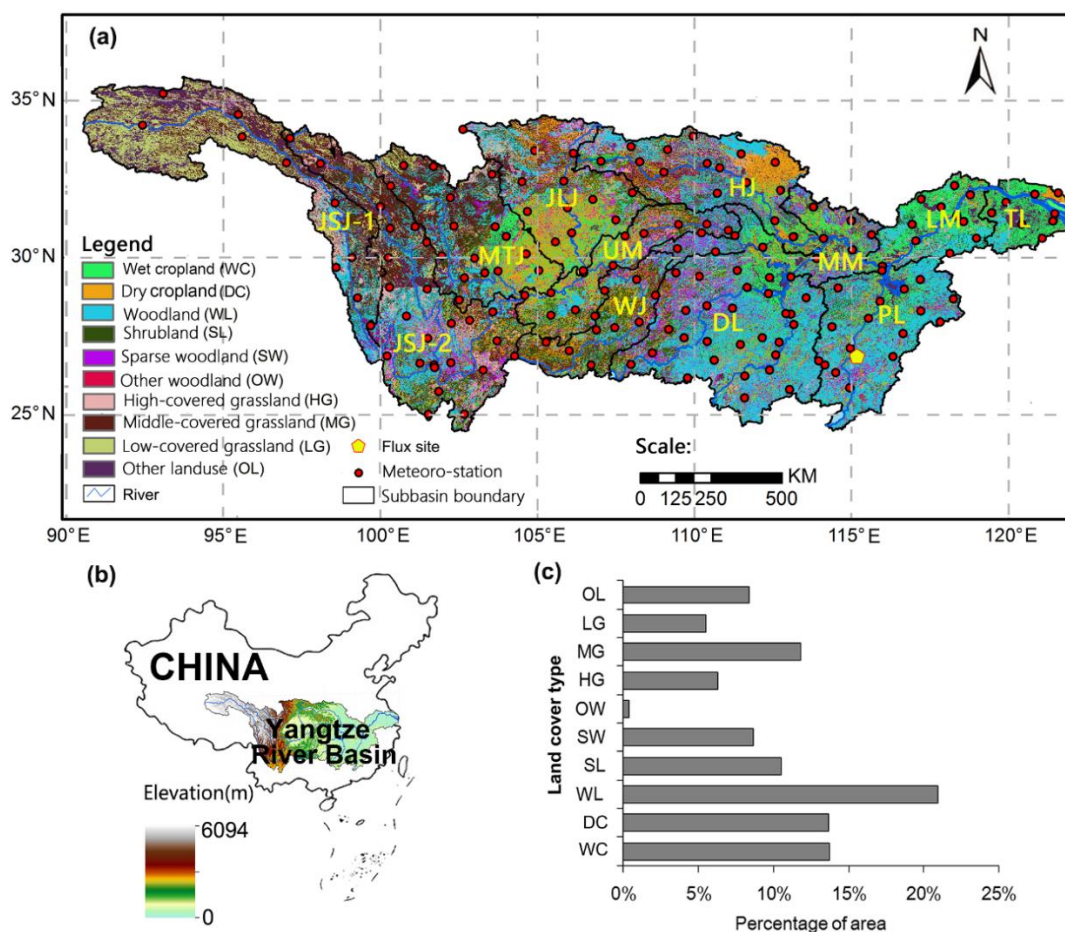 (a)
N
35°N
30°N
25°N
90°E
95°E
100°E
105°E
110°E
115°E
120°E
JSJ-1
JSJ-2
MTJ
JLJ
UM
WJ
HJ
DL
MM
PL
LM
TL
Legend
Wet cropland (WC)
Dry cropland (DC)
Woodland (WL)
Shrubland (SL)
Sparse woodland (SW)
Other woodland (OW)
High-covered grassland (HG)
Middle-covered grassland (MG)
Low-covered grassland (LG)
Other landuse (OL)
River
Flux site
Meteoro-station
Subbasin boundary
Scale:
KM
0 125 250 500
(b)
CHINA
Yangtze
River Basin
Elevation(m)
6094
0
(c)
Land cover type
OL
LG
MG
HG
OW
SW
SL
WL
DC
WC
0% 5% 10% 15% 20% 25%
Percentage of area